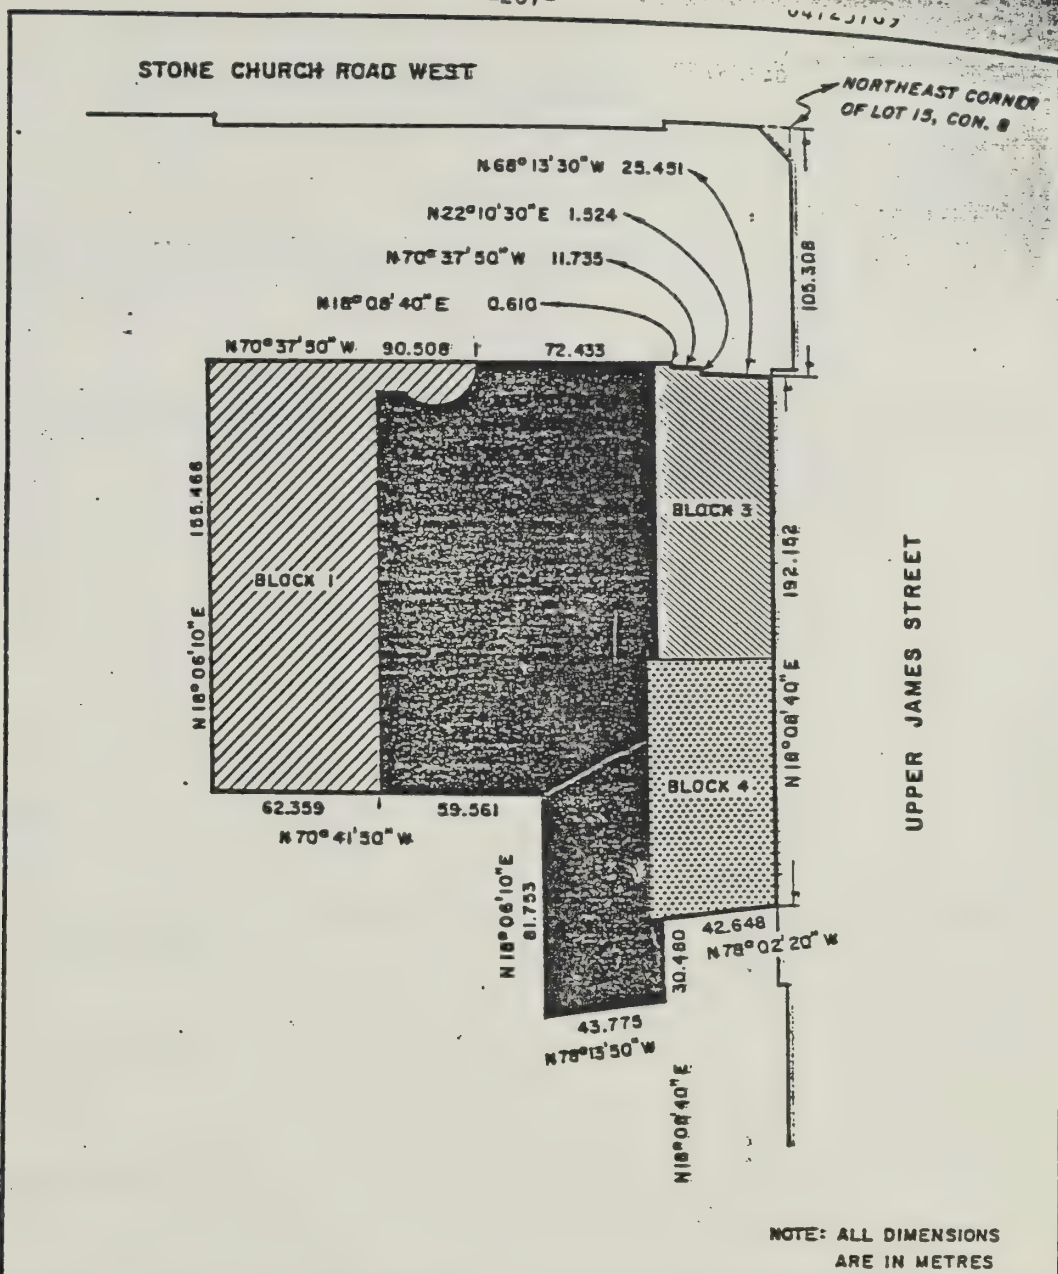 STONE CHURCH ROAD WEST
NORTHEAST CORNER
OF LOT 15, CON. 8
N68°13'30"W 25.451
N22°10'30"E 1.524
N70°37'50"W 11.735
N18°08'40"E 0.610
105.308
N70°37'50"W 90.508 72.433
155.466
N18°06'10"E
BLOCK 1
BLOCK 3
192.152
N18°08'40"E
UPPER JAMES STREET
BLOCK 4
62.359 59.561
N70°41'50"W
N18°06'10"E
81.753
42.648
N78°02'20"W
30.480
43.775
N78°13'50"W
N18°08'40"E
NOTE: ALL DIMENSIONS
ARE IN METRES